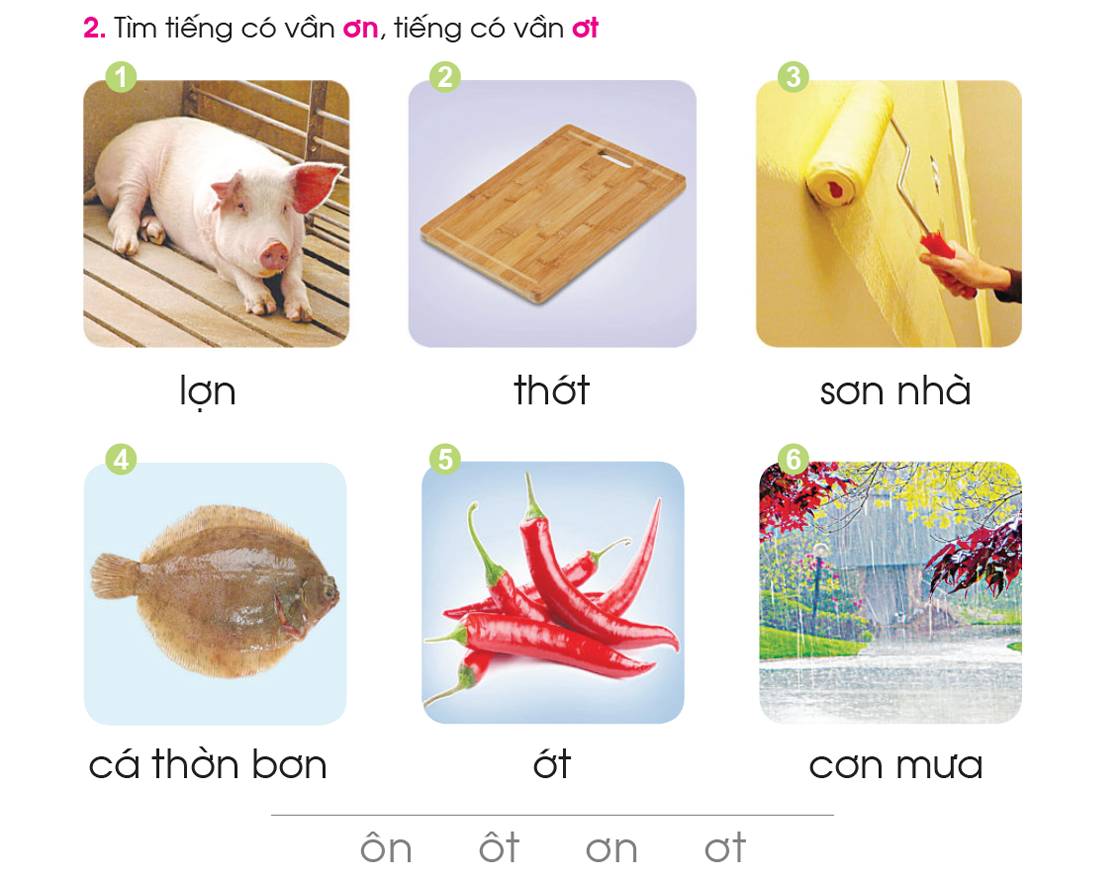 2. Tìm tiếng có vần ơn, tiếng có vần ơt
1 2 3
lợn thớt sơn nhà
4 5 6
cá thờn bơn ớt cơn mưa
ôn ôt ơn ơt